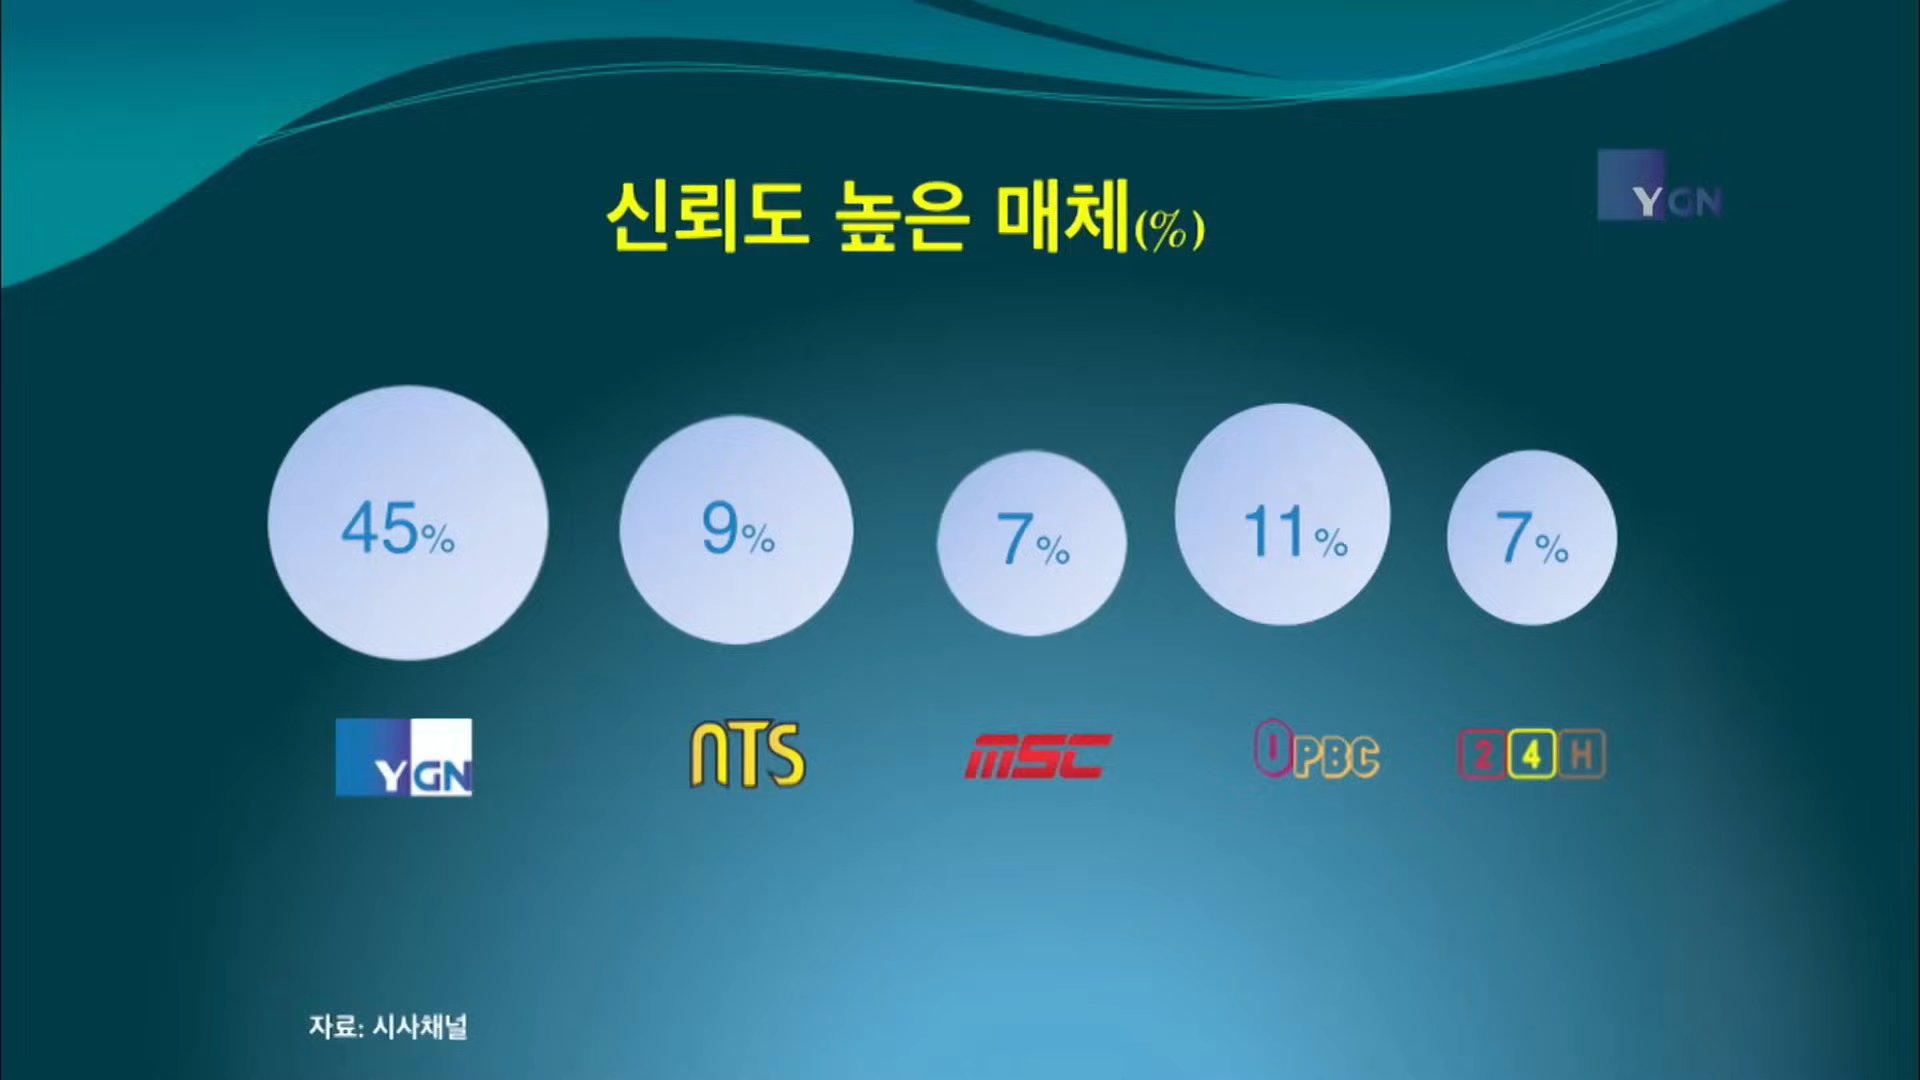 신뢰도 높은 매체(%)
YGN
45% 9% 7% 11% 7%
YGN NTS MSC OPBC 24H
자료: 시사채널